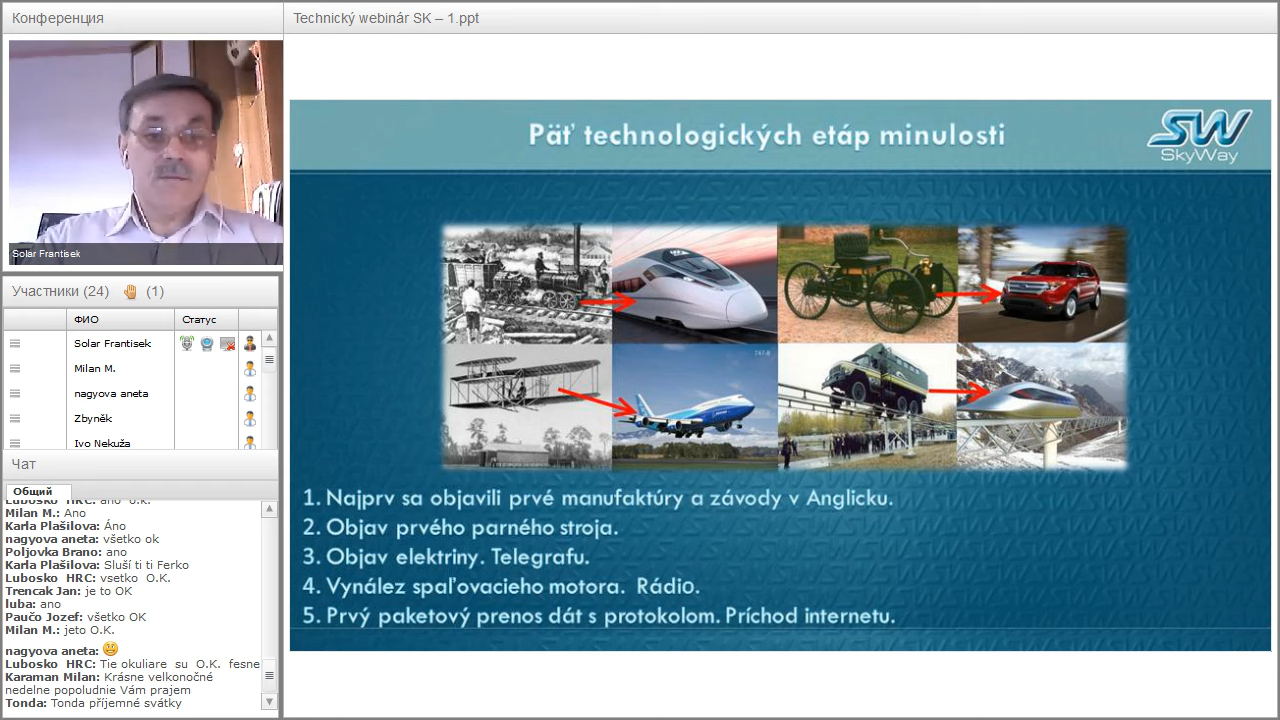 Конференция
Technický webinár SK – 1.ppt
Solar Frantisek
Участники (24) (1)
ФИО Статус
Solar Frantisek
Milan M.
nagyova aneta
Zbyněk
Ivo Nekuža
Чат
Общий
Lubosko HRC: ano o.k.
Milan M.: Ano
Karla Plašilova: Áno
nagyova aneta: všetko ok
Poljovka Brano: ano
Karla Plašilova: Sluší ti ti Ferko
Lubosko HRC: vsetko O.K.
Trencak Jan: je to OK
luba: ano
Paučo Jozef: všetko OK
Milan M.: jeto O.K.
nagyova aneta:
Lubosko HRC: Tie okuliare su O.K. fesne
Karaman Milan: Krásne velkonočné
nedelne popoludnie Vám prajem
Tonda: Tonda příjemné svátky
Päť technologických etáp minulosti
SW
SkyWay
747-8
1. Najprv sa objavili prvé manufaktúry a závody v Anglicku.
2. Objav prvého parného stroja.
3. Objav elektriny. Telegrafu.
4. Vynález spaľovacieho motora. Rádio.
5. Prvý paketový prenos dát s protokolom. Príchod internetu.